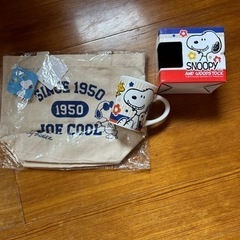 SINCE 1950
1950
JOE COOL
SNOOPY
AND WOODSTOCK